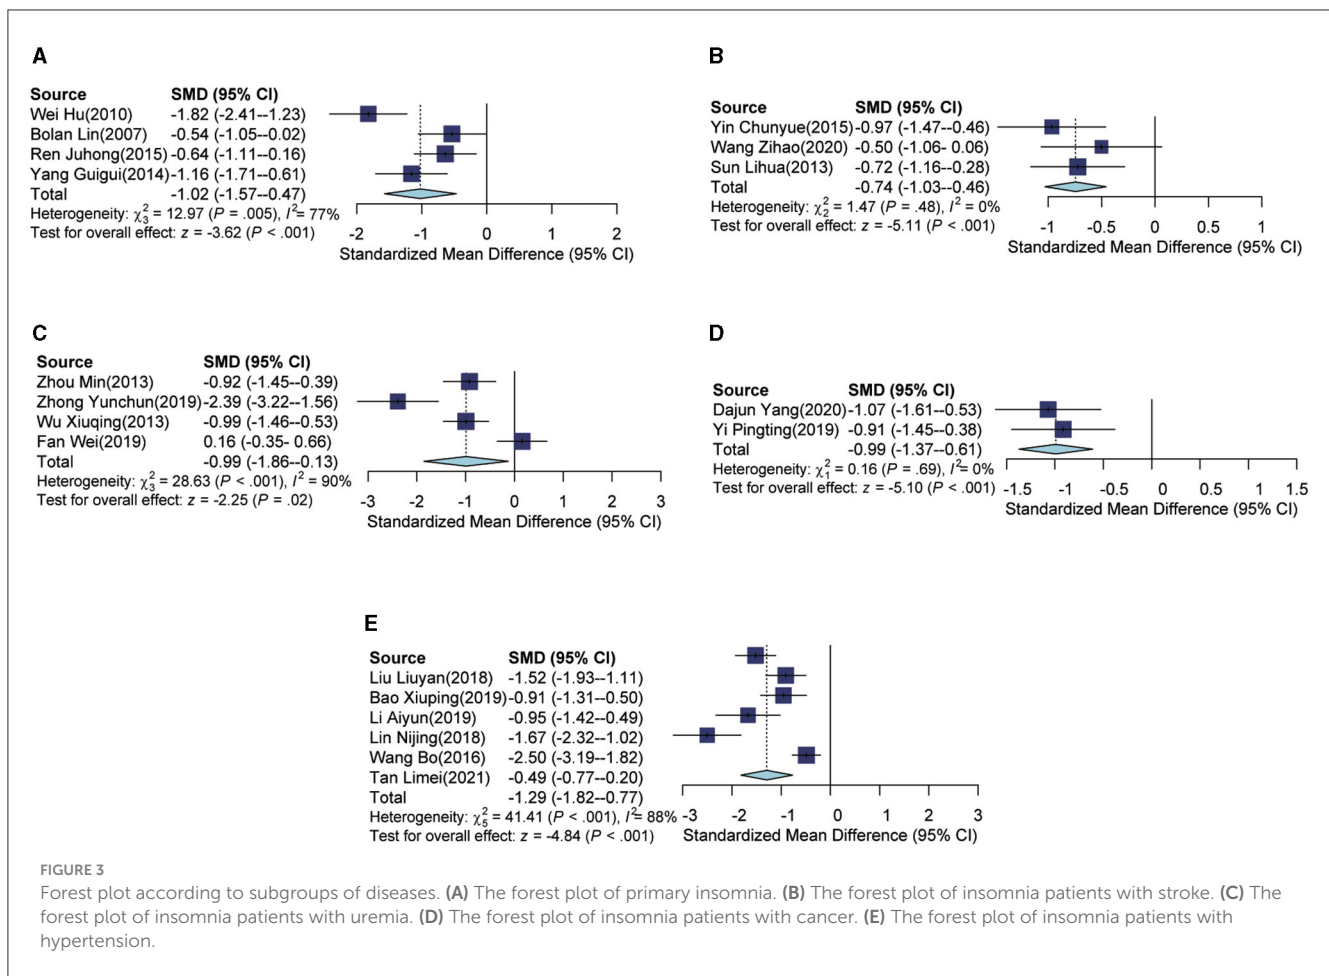 A
Source SMD (95% CI)
Wei Hu(2010) -1.82 (-2.41--1.23)
Bolan Lin(2007) -0.54 (-1.05--0.02)
Ren Juhong(2015) -0.64 (-1.11--0.16)
Yang Guigui(2014) -1.16 (-1.71--0.61)
Total -1.02 (-1.57--0.47)
Heterogeneity: χ²₃ = 12.97 (P = .005), I² = 77%
Test for overall effect: z = -3.62 (P < .001)
-2 -1 0 1 2
Standardized Mean Difference (95% CI)
B
Source SMD (95% CI)
Yin Chunyue(2015) -0.97 (-1.47--0.46)
Wang Zihao(2020) -0.50 (-1.06- 0.06)
Sun Lihua(2013) -0.72 (-1.16--0.28)
Total -0.74 (-1.03--0.46)
Heterogeneity: χ²₂ = 1.47 (P = .48), I² = 0%
Test for overall effect: z = -5.11 (P < .001)
-1 -0.5 0 0.5 1
Standardized Mean Difference (95% CI)
C
Source SMD (95% CI)
Zhou Min(2013) -0.92 (-1.45--0.39)
Zhong Yunchun(2019) -2.39 (-3.22--1.56)
Wu Xiuqing(2013) -0.99 (-1.46--0.53)
Fan Wei(2019) 0.16 (-0.35- 0.66)
Total -0.99 (-1.86--0.13)
Heterogeneity: χ²₃ = 28.63 (P < .001), I² = 90%
Test for overall effect: z = -2.25 (P = .02)
-3 -2 -1 0 1 2 3
Standardized Mean Difference (95% CI)
D
Source SMD (95% CI)
Dajun Yang(2020) -1.07 (-1.61--0.53)
Yi Pingting(2019) -0.91 (-1.45--0.38)
Total -0.99 (-1.37--0.61)
Heterogeneity: χ²₁ = 0.16 (P = .69), I² = 0%
Test for overall effect: z = -5.10 (P < .001)
-1.5 -1 -0.5 0 0.5 1 1.5
Standardized Mean Difference (95% CI)
E
Source SMD (95% CI)
Liu Liuyan(2018) -1.52 (-1.93--1.11)
Bao Xiuping(2019) -0.91 (-1.31--0.50)
Li Aiyun(2019) -0.95 (-1.42--0.49)
Lin Nijing(2018) -1.67 (-2.32--1.02)
Wang Bo(2016) -2.50 (-3.19--1.82)
Tan Limei(2021) -0.49 (-0.77--0.20)
Total -1.29 (-1.82--0.77)
Heterogeneity: χ²₅ = 41.41 (P < .001), I² = 88%
Test for overall effect: z = -4.84 (P < .001)
-3 -2 -1 0 1 2 3
Standardized Mean Difference (95% CI)
FIGURE 3
Forest plot according to subgroups of diseases. (A) The forest plot of primary insomnia. (B) The forest plot of insomnia patients with stroke. (C) The
forest plot of insomnia patients with uremia. (D) The forest plot of insomnia patients with cancer. (E) The forest plot of insomnia patients with
hypertension.